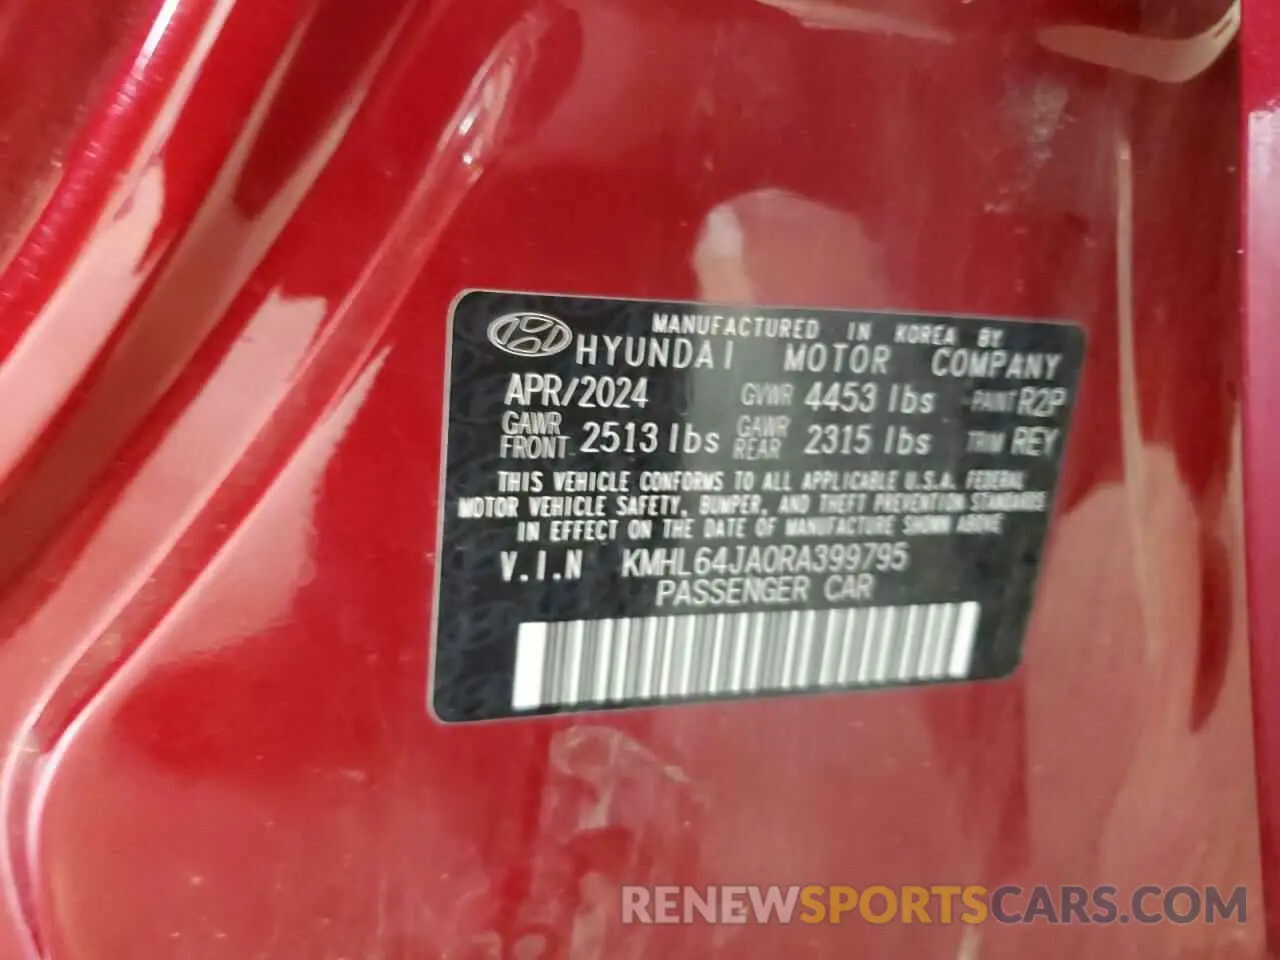 MANUFACTURED IN KOREA BY
HYUNDAI MOTOR COMPANY
APR/2024 GVWR 4453 lbs PAINT R2P
GAWR FRONT 2513 lbs GAWR REAR 2315 lbs TRIM REY
THIS VEHICLE CONFORMS TO ALL APPLICABLE U.S.A. FEDERAL
MOTOR VEHICLE SAFETY, BUMPER, AND THEFT PREVENTION STANDARDS
IN EFFECT ON THE DATE OF MANUFACTURE SHOWN ABOVE
V.I.N KMHL64JA0RA399795
PASSENGER CAR
RENEWSPORTSCARS.COM